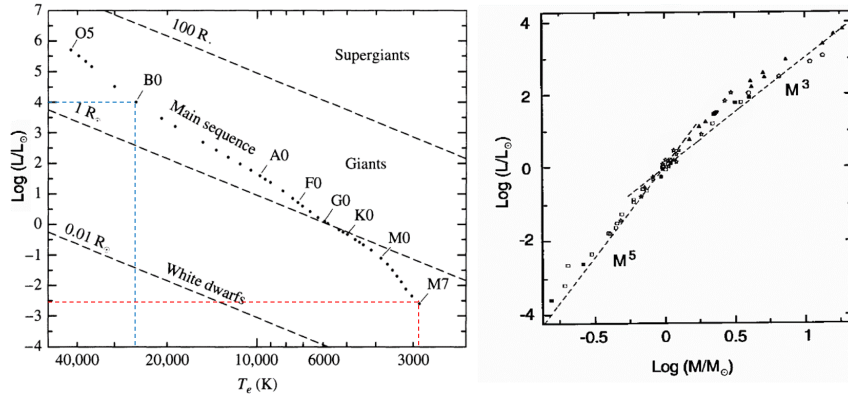 7
6
5
4
3
2
1
0
−1
−2
−3
−4
Log (L/L☉)
O5
B0
100 R☉
Supergiants
1 R☉
Main sequence
Giants
A0
F0
G0
K0
M0
0.01 R☉
White dwarfs
M7
40,000 20,000 10,000 6000 3000
Tₑ (K)
4
2
0
-2
-4
Log (L/L☉)
M³
M⁵
-0.5 0 0.5 1
Log (M/M☉)